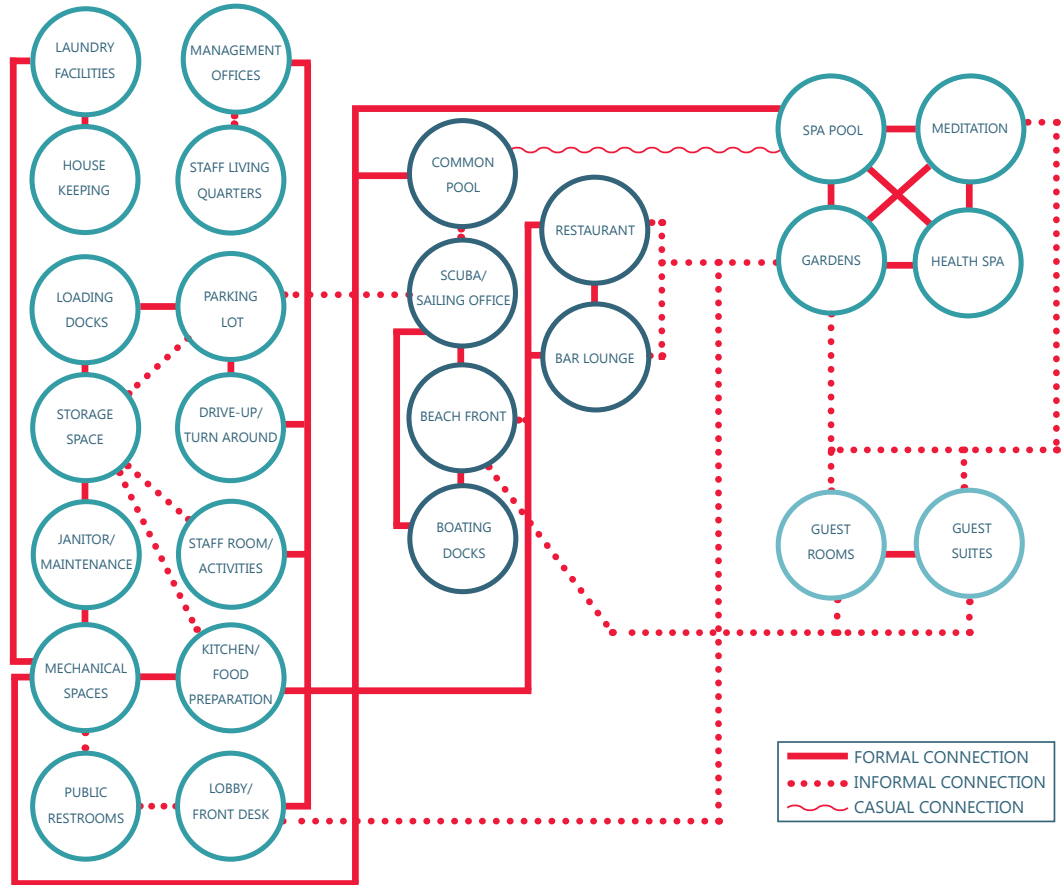 LAUNDRY
FACILITIES
MANAGEMENT
OFFICES
HOUSE
KEEPING
STAFF LIVING
QUARTERS
LOADING
DOCKS
PARKING
LOT
STORAGE
SPACE
DRIVE-UP/
TURN AROUND
JANITOR/
MAINTENANCE
STAFF ROOM/
ACTIVITIES
MECHANICAL
SPACES
KITCHEN/
FOOD
PREPARATION
PUBLIC
RESTROOMS
LOBBY/
FRONT DESK
COMMON
POOL
SCUBA/
SAILING OFFICE
BEACH FRONT
BOATING
DOCKS
RESTAURANT
BAR LOUNGE
SPA POOL
MEDITATION
GARDENS
HEALTH SPA
GUEST
ROOMS
GUEST
SUITES
FORMAL CONNECTION
INFORMAL CONNECTION
CASUAL CONNECTION